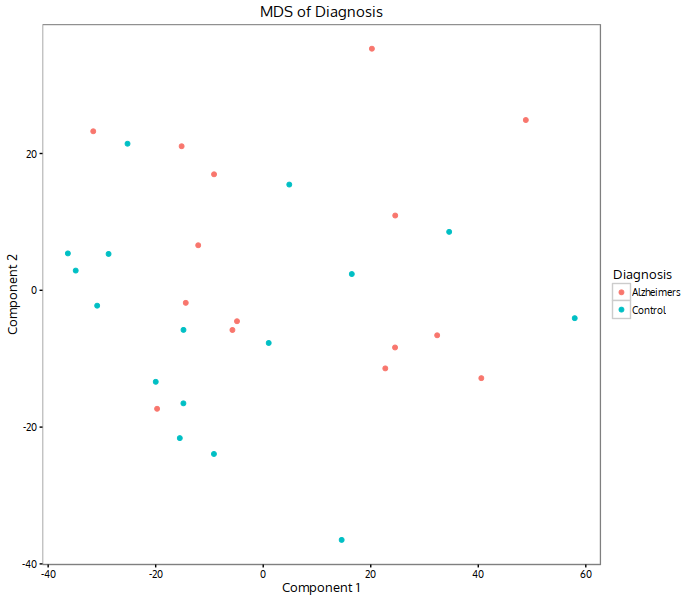 MDS of Diagnosis
20
0
-20
-40
-40 -20 0 20 40 60
Component 1
Component 2
Diagnosis
Alzheimers
Control